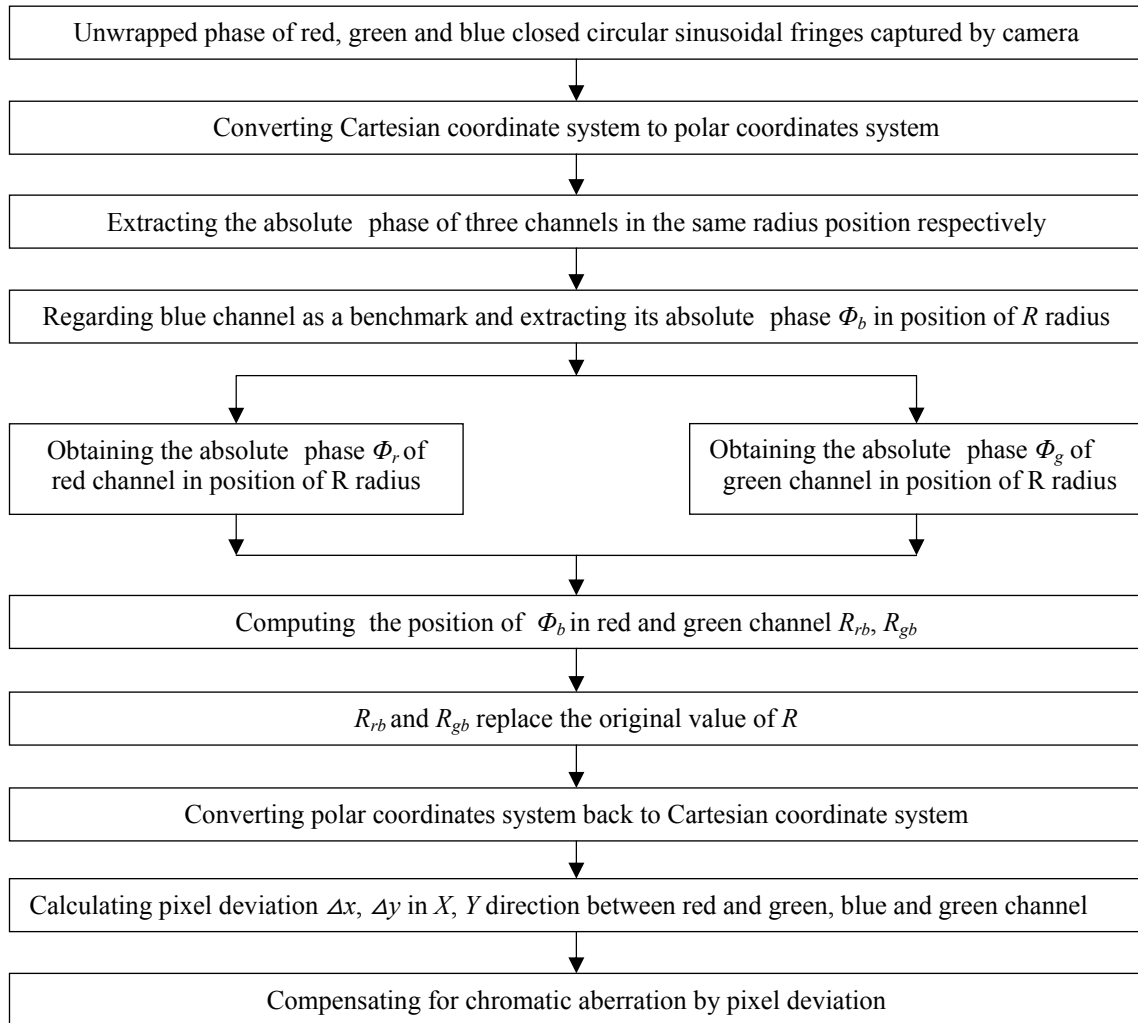 Unwrapped phase of red, green and blue closed circular sinusoidal fringes captured by camera
Converting Cartesian coordinate system to polar coordinates system
Extracting the absolute phase of three channels in the same radius position respectively
Regarding blue channel as a benchmark and extracting its absolute phase Φb in position of R radius
Obtaining the absolute phase Φr of
red channel in position of R radius
Obtaining the absolute phase Φg of
green channel in position of R radius
Computing the position of Φb in red and green channel Rrb, Rgb
Rrb and Rgb replace the original value of R
Converting polar coordinates system back to Cartesian coordinate system
Calculating pixel deviation Δx, Δy in X, Y direction between red and green, blue and green channel
Compensating for chromatic aberration by pixel deviation